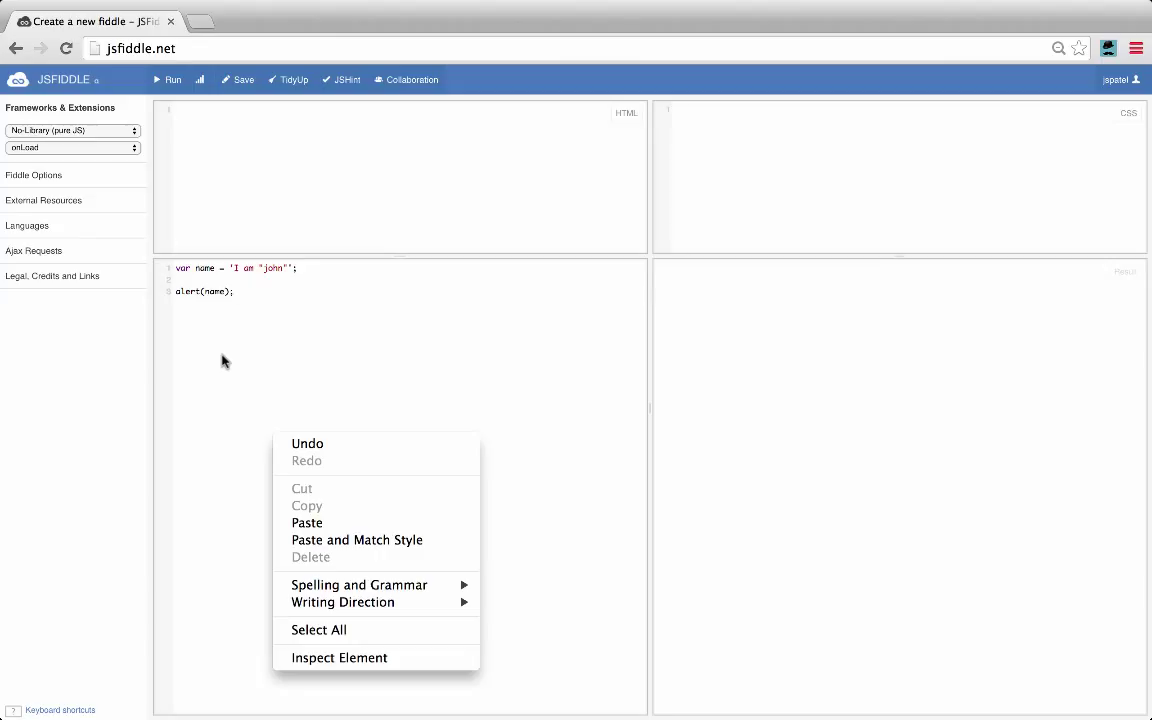 Create a new fiddle – JSFid
jsfiddle.net
JSFIDDLE α
Run
Save
TidyUp
JSHint
Collaboration
jspatel
Frameworks & Extensions
No-Library (pure JS)
onLoad
Fiddle Options
External Resources
Languages
Ajax Requests
Legal, Credits and Links
? Keyboard shortcuts
1
HTML
1
CSS
1 var name = 'I am "john"';
2
3 alert(name);
Result
Undo
Redo
Cut
Copy
Paste
Paste and Match Style
Delete
Spelling and Grammar
Writing Direction
Select All
Inspect Element